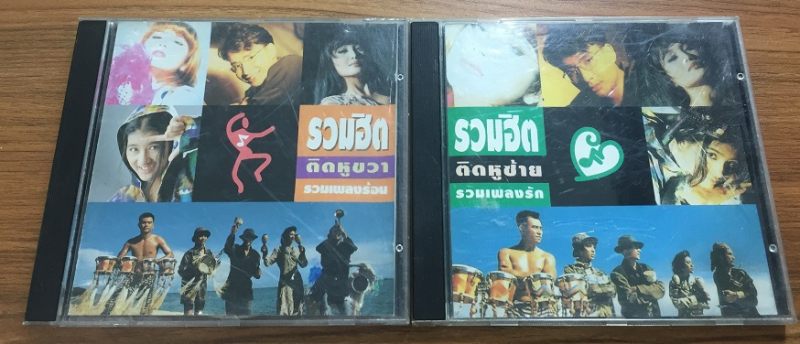 รวมฮิต
ติดหูขวา
รวมเพลงร่อน
รวมฮิต
ติดหูซ้าย
รวมเพลงรัก